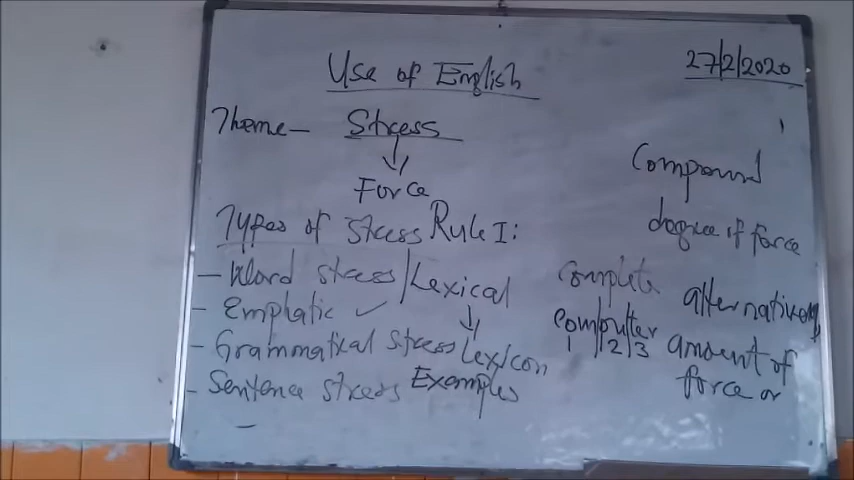 Use of English
27/2/2020
Theme - Stress
Force
Types of Stress Rule I:
- Word stress/Lexical
- Emphatic ✓
- Grammatical Stress Lexicon
- Sentence stress Examples
-
Compound
degree if force
Complete
alternatively
computer
1 2 3
amount of
force or